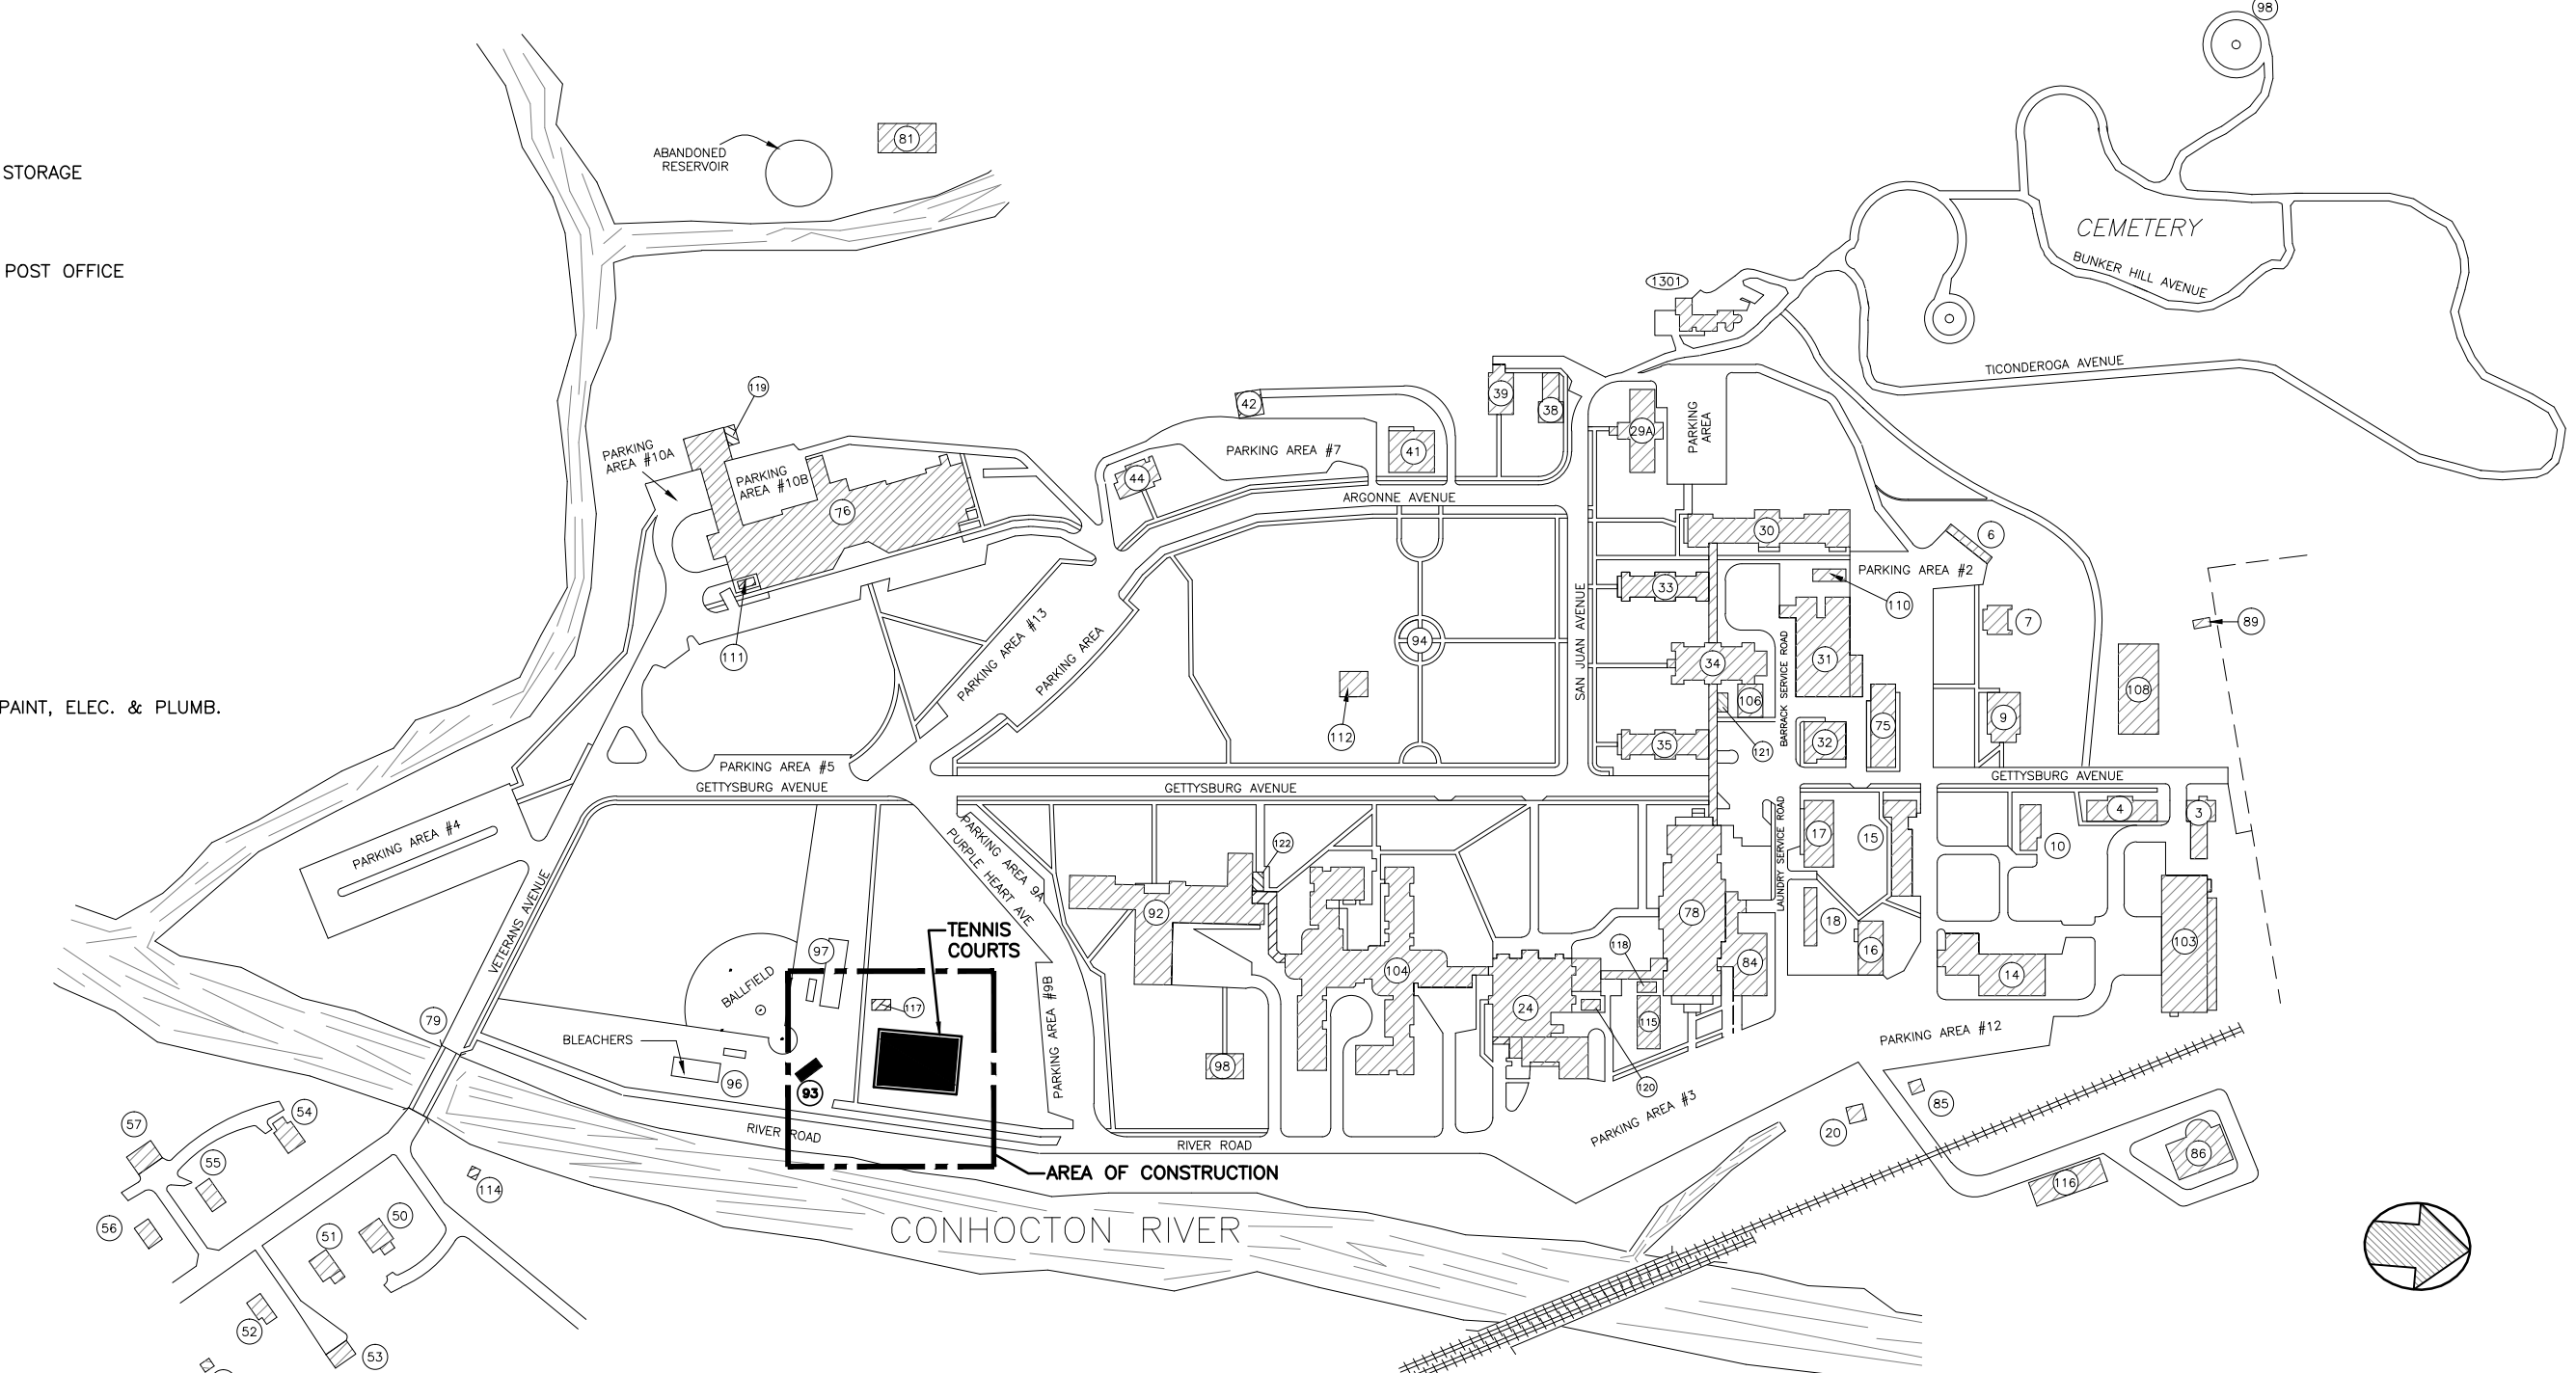 98
81
ABANDONED
RESERVOIR
STORAGE
CEMETERY
POST OFFICE
BUNKER HILL AVENUE
1301
TICONDEROGA AVENUE
119
42
39
38
29A
PARKING
AREA
PARKING
AREA #10A
PARKING AREA #7
41
44
PARKING
AREA #10B
76
ARGONNE AVENUE
30
6
PARKING AREA #2
33
110
111
PARKING AREA #13
PARKING AREA
94
SAN JUAN AVENUE
7
89
34
31
BARRACK SERVICE ROAD
108
106
112
9
75
PAINT, ELEC. & PLUMB.
35
121
32
PARKING AREA #5
GETTYSBURG AVENUE
GETTYSBURG AVENUE
GETTYSBURG AVENUE
4
3
PARKING AREA #4
PARKING AREA 9A
PURPLE HEART AVE
122
LAUNDRY SERVICE ROAD
17
15
10
VETERANS AVENUE
92
78
18
16
TENNIS
COURTS
97
BALLFIELD
118
84
103
104
14
117
PARKING AREA #9B
24
115
79
BLEACHERS
96
93
98
120
PARKING AREA #12
85
PARKING AREA #3
20
57
54
RIVER ROAD
RIVER ROAD
86
55
AREA OF CONSTRUCTION
114
116
56
50
51
CONHOCTON RIVER
52
53